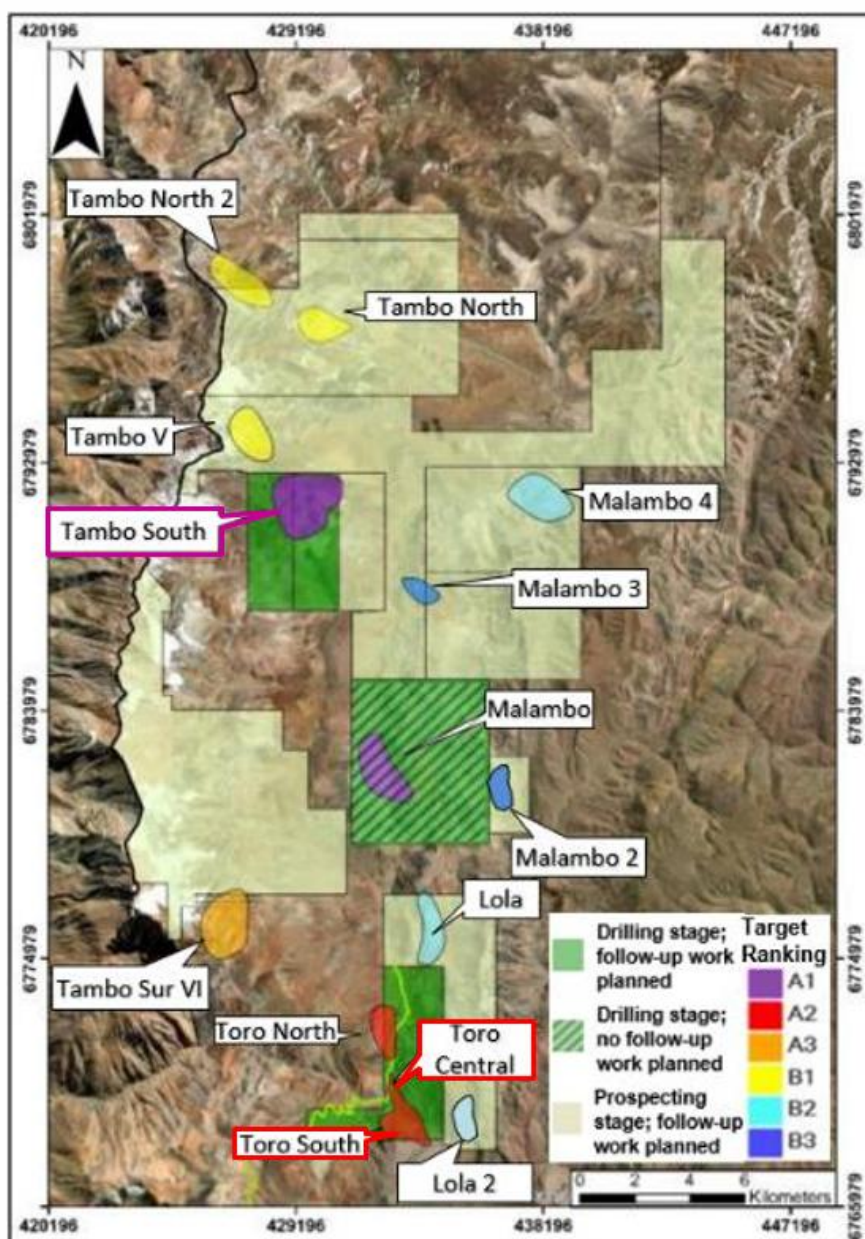 420196 429196 438196 447196
N
6801979
6801979
Tambo North 2
Tambo North
Tambo V
6792979
6792979
Malambo 4
Tambo South
Malambo 3
6783979
6783979
Malambo
Malambo 2
Lola
6774979
6774979
Tambo Sur VI
Toro North
Toro
Central
Toro South
Lola 2
Drilling stage;
follow-up work
planned
Drilling stage;
no follow-up
work planned
Prospecting
stage; follow-up
work planned
Target
Ranking
A1
A2
A3
B1
B2
B3
0 2 4 6
Kilometers
6765979
6765979
420196 429196 438196 447196